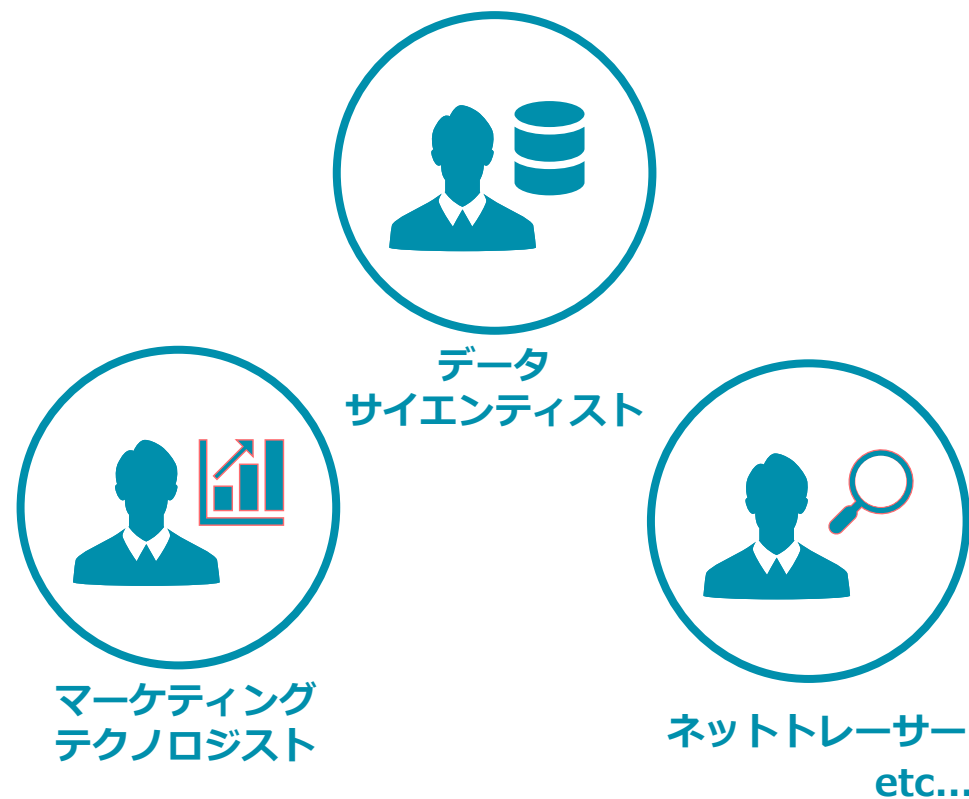 データ
サイエンティスト
マーケティング
テクノロジスト
ネットトレーサー
etc...